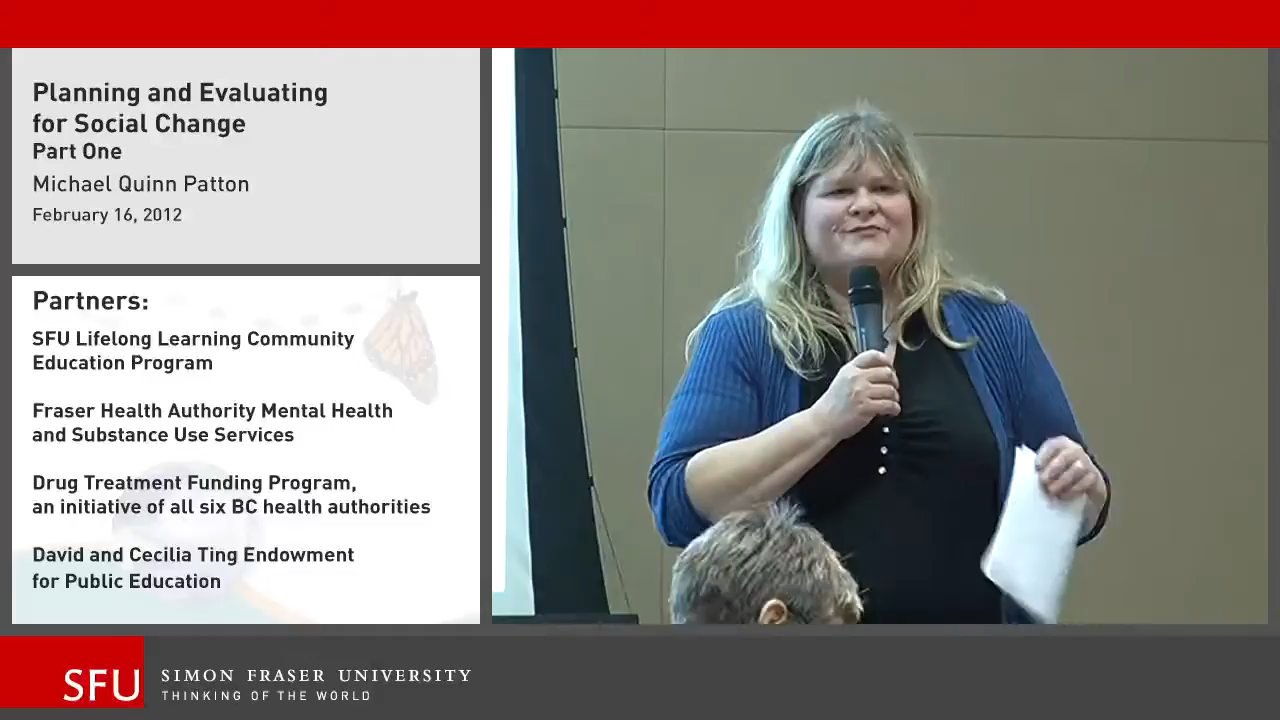 Planning and Evaluating
for Social Change
Part One
Michael Quinn Patton
February 16, 2012
Partners:
SFU Lifelong Learning Community
Education Program
Fraser Health Authority Mental Health
and Substance Use Services
Drug Treatment Funding Program,
an initiative of all six BC health authorities
David and Cecilia Ting Endowment
for Public Education
SFU
SIMON FRASER UNIVERSITY
THINKING OF THE WORLD